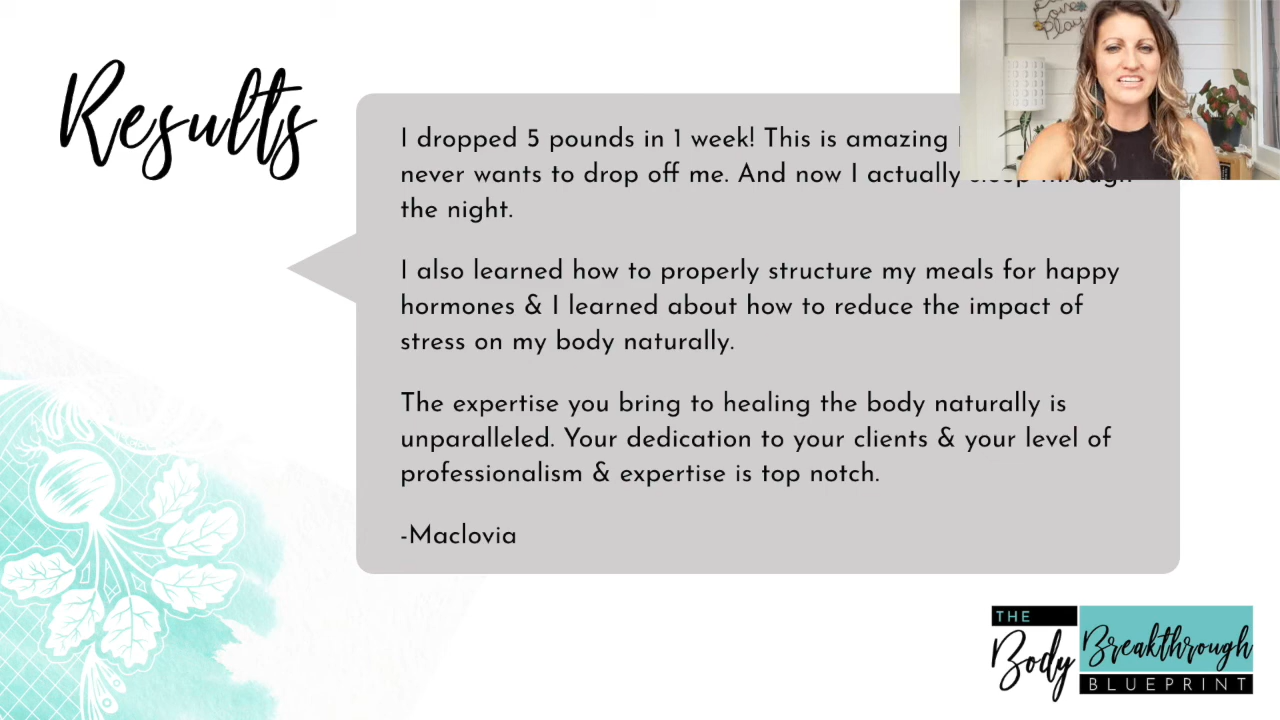 Results
I dropped 5 pounds in 1 week! This is amazing
never wants to drop off me. And now I actually sleep through
the night.
I also learned how to properly structure my meals for happy
hormones & I learned about how to reduce the impact of
stress on my body naturally.
The expertise you bring to healing the body naturally is
unparalleled. Your dedication to your clients & your level of
professionalism & expertise is top notch.
-Maclovia
THE
Body Breakthrough
BLUEPRINT